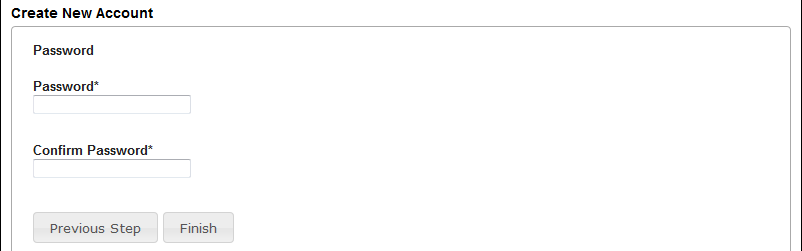 Create New Account
Password
Password*
Confirm Password*
Previous Step Finish